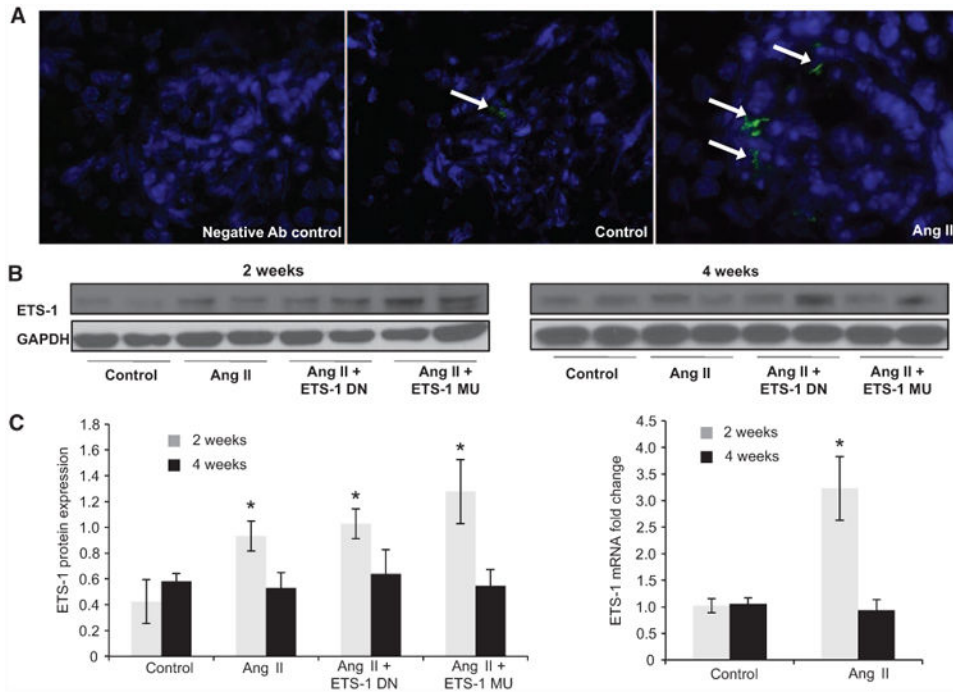 A
Negative Ab control
Control
Ang II
B
2 weeks
4 weeks
ETS-1
GAPDH
Control
Ang II
Ang II +
ETS-1 DN
Ang II +
ETS-1 MU
Control
Ang II
Ang II +
ETS-1 DN
Ang II +
ETS-1 MU
C
ETS-1 protein expression
1.8
1.6
1.4
1.2
1.0
0.8
0.6
0.4
0.2
0
2 weeks
4 weeks
*
*
*
Control
Ang II
Ang II +
ETS-1 DN
Ang II +
ETS-1 MU
ETS-1 mRNA fold change
4.5
4.0
3.5
3.0
2.5
2.0
1.5
1.0
0.5
0
2 weeks
4 weeks
*
Control
Ang II